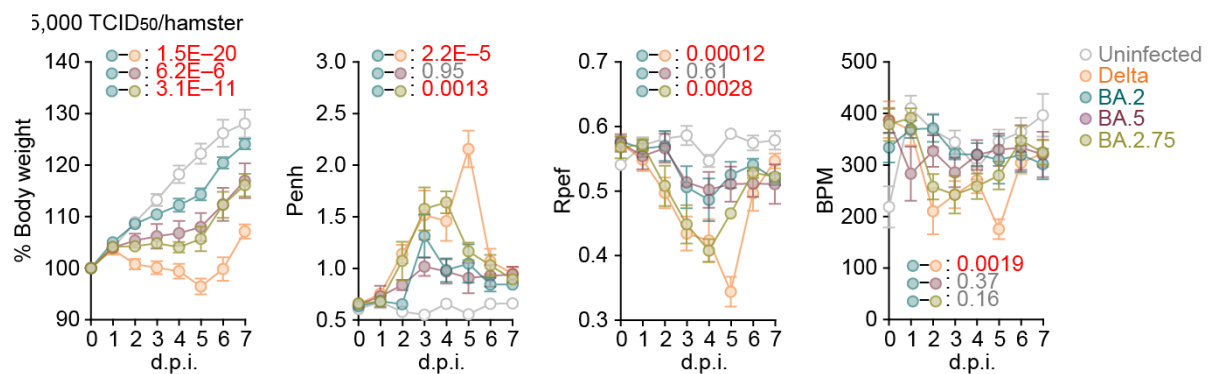 5,000 TCID50/hamster
% Body weight
140
130
120
110
100
90
0 1 2 3 4 5 6 7
d.p.i.
: 1.5E–20
: 6.2E–6
: 3.1E–11
Penh
3.0
2.5
2.0
1.5
1.0
0.5
0 1 2 3 4 5 6 7
d.p.i.
: 2.2E–5
: 0.95
: 0.0013
Rpef
0.7
0.6
0.5
0.4
0.3
0 1 2 3 4 5 6 7
d.p.i.
: 0.00012
: 0.61
: 0.0028
BPM
500
400
300
200
100
0
0 1 2 3 4 5 6 7
d.p.i.
: 0.0019
: 0.37
: 0.16
Uninfected
Delta
BA.2
BA.5
BA.2.75